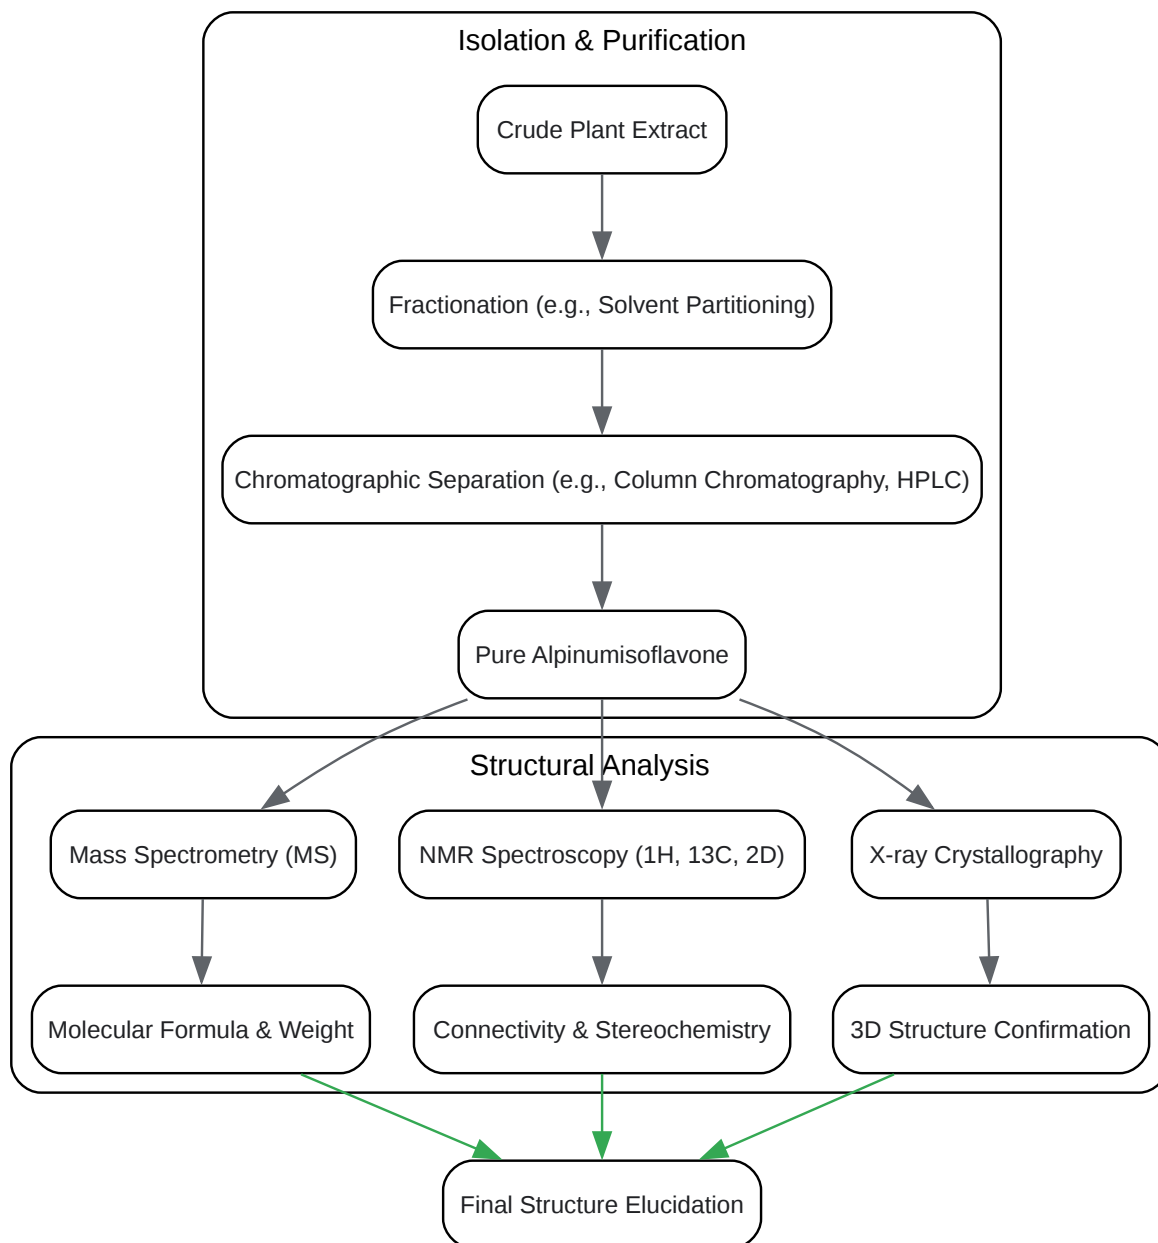 Isolation & Purification
Crude Plant Extract
Fractionation (e.g., Solvent Partitioning)
Chromatographic Separation (e.g., Column Chromatography, HPLC)
Pure Alpinumisoflavone
Structural Analysis
Mass Spectrometry (MS)
NMR Spectroscopy (1H, 13C, 2D)
X-ray Crystallography
Molecular Formula & Weight
Connectivity & Stereochemistry
3D Structure Confirmation
Final Structure Elucidation